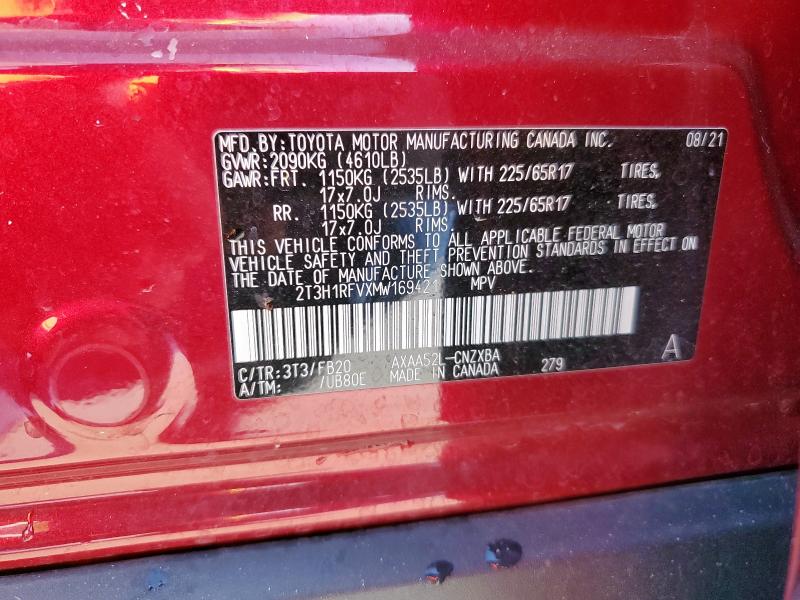 MFD.BY:TOYOTA MOTOR MANUFACTURING CANADA INC. 08/21
GVWR:2090KG (4610LB)
GAWR:FRT. 1150KG (2535LB) WITH 225/65R17 TIRES,
17x7.0J RIMS.
RR. 1150KG (2535LB) WITH 225/65R17 TIRES,
17x7.0J RIMS.
THIS VEHICLE CONFORMS TO ALL APPLICABLE FEDERAL MOTOR
VEHICLE SAFETY AND THEFT PREVENTION STANDARDS IN EFFECT ON
THE DATE OF MANUFACTURE SHOWN ABOVE.
2T3H1RFVXMW169421 MPV
C/TR:3T3/FB20 AXAA52L-CNZXBA 279 A
A/TM: /UB80E MADE IN CANADA